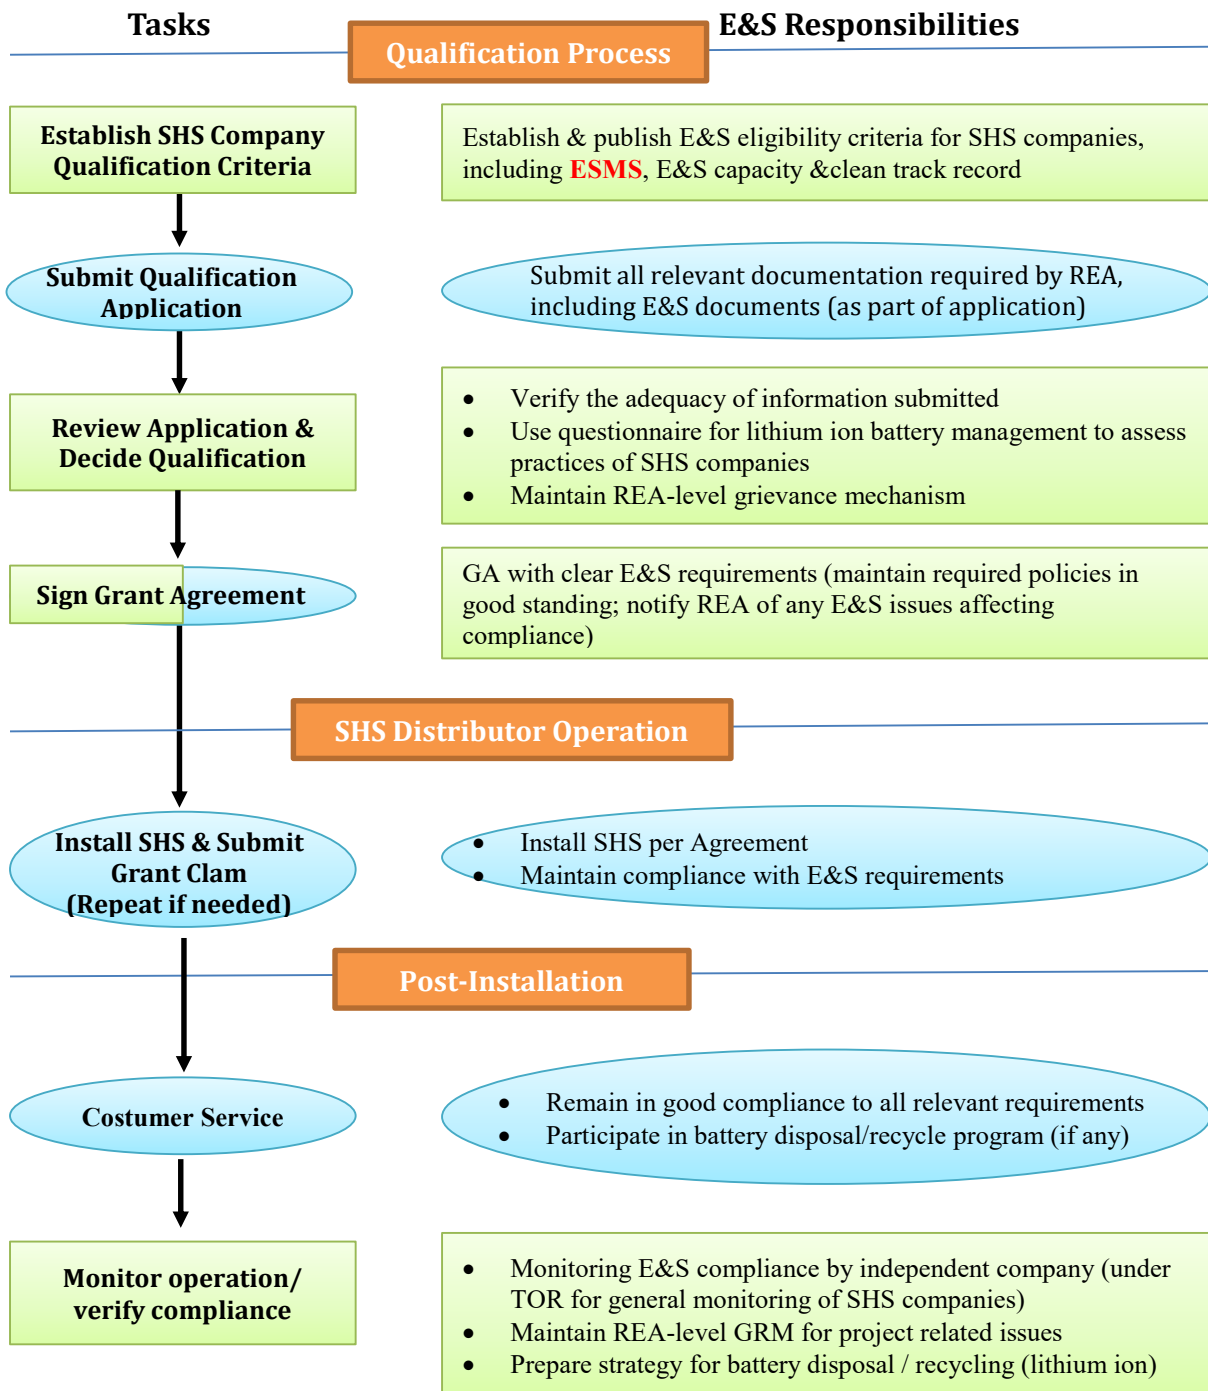 Tasks
E&S Responsibilities
Qualification Process
Establish SHS Company
Qualification Criteria
Establish & publish E&S eligibility criteria for SHS companies,
including ESMS, E&S capacity &clean track record
Submit Qualification
Application
Submit all relevant documentation required by REA,
including E&S documents (as part of application)
Review Application &
Decide Qualification
• Verify the adequacy of information submitted
• Use questionnaire for lithium ion battery management to assess
practices of SHS companies
• Maintain REA-level grievance mechanism
Sign Grant Agreement
GA with clear E&S requirements (maintain required policies in
good standing; notify REA of any E&S issues affecting
compliance)
SHS Distributor Operation
Install SHS & Submit
Grant Clam
(Repeat if needed)
• Install SHS per Agreement
• Maintain compliance with E&S requirements
Post-Installation
Costumer Service
• Remain in good compliance to all relevant requirements
• Participate in battery disposal/recycle program (if any)
Monitor operation/
verify compliance
• Monitoring E&S compliance by independent company (under
TOR for general monitoring of SHS companies)
• Maintain REA-level GRM for project related issues
• Prepare strategy for battery disposal / recycling (lithium ion)